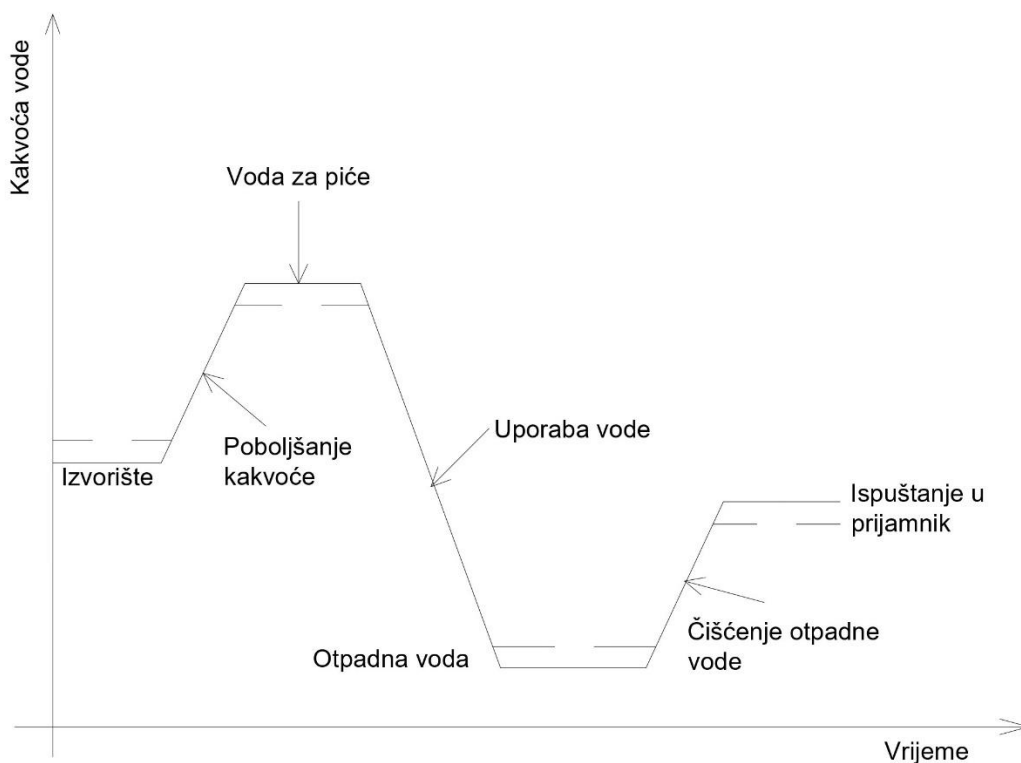 Kakvoća vode
Voda za piće
Poboljšanje
kakvoće
Izvorište
Uporaba vode
Ispuštanje u
prijamnik
Otpadna voda
Čišćenje otpadne
vode
Vrijeme